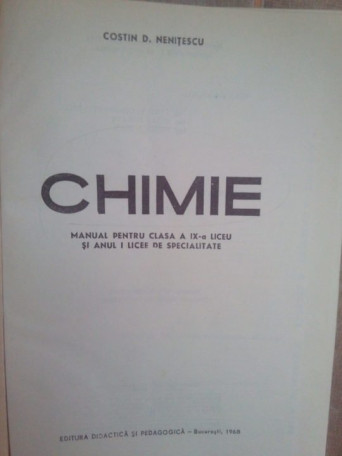 COSTIN D. NENIȚESCU
CHIMIE
MANUAL PENTRU CLASA A IX-a LICEU
ȘI ANUL I LICEE DE SPECIALITATE
EDITURA DIDACTICĂ ȘI PEDAGOGICĂ – București, 1968